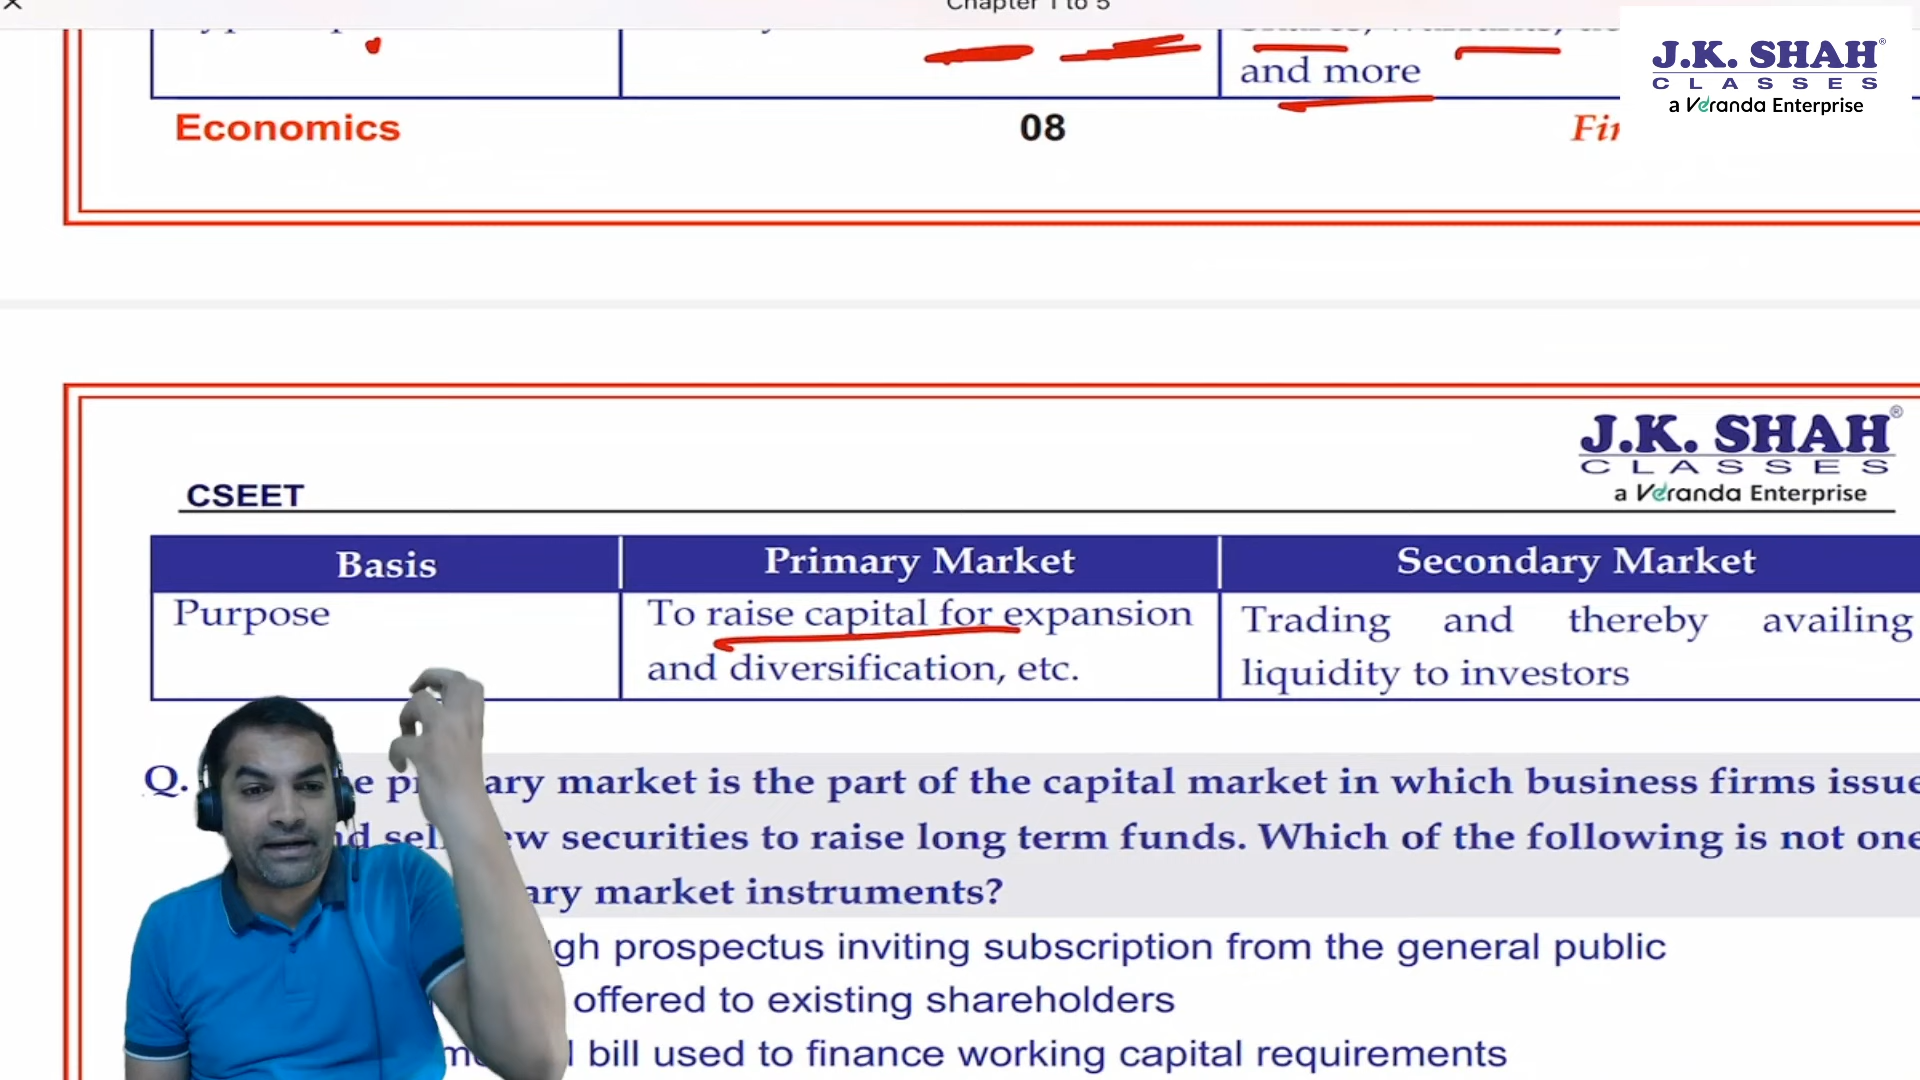 Chapter 1 to 5
and more
Economics
08
J.K. SHAH®
CLASSES
a Veranda Enterprise
J.K. SHAH®
CLASSES
a Veranda Enterprise
CSEET
Basis
Primary Market
Secondary Market
Purpose
To raise capital for expansion
and diversification, etc.
Trading and thereby availing
liquidity to investors
Q.
market is the part of the capital market in which business firms issue
securities to raise long term funds. Which of the following is not one
market instruments?
prospectus inviting subscription from the general public
offered to existing shareholders
bill used to finance working capital requirements